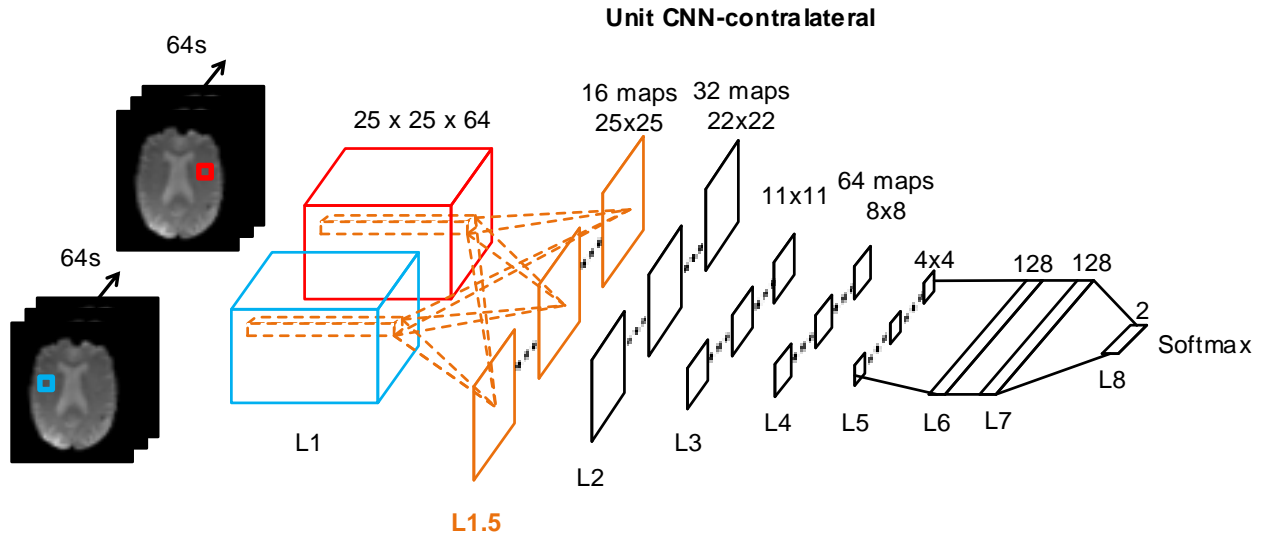 Unit CNN-contralateral
64s
64s
25 x 25 x 64
16 maps
25x25
32 maps
22x22
11x11
64 maps
8x8
4x4
128
128
2
Softmax
L1
L1.5
L2
L3
L4
L5
L6
L7
L8